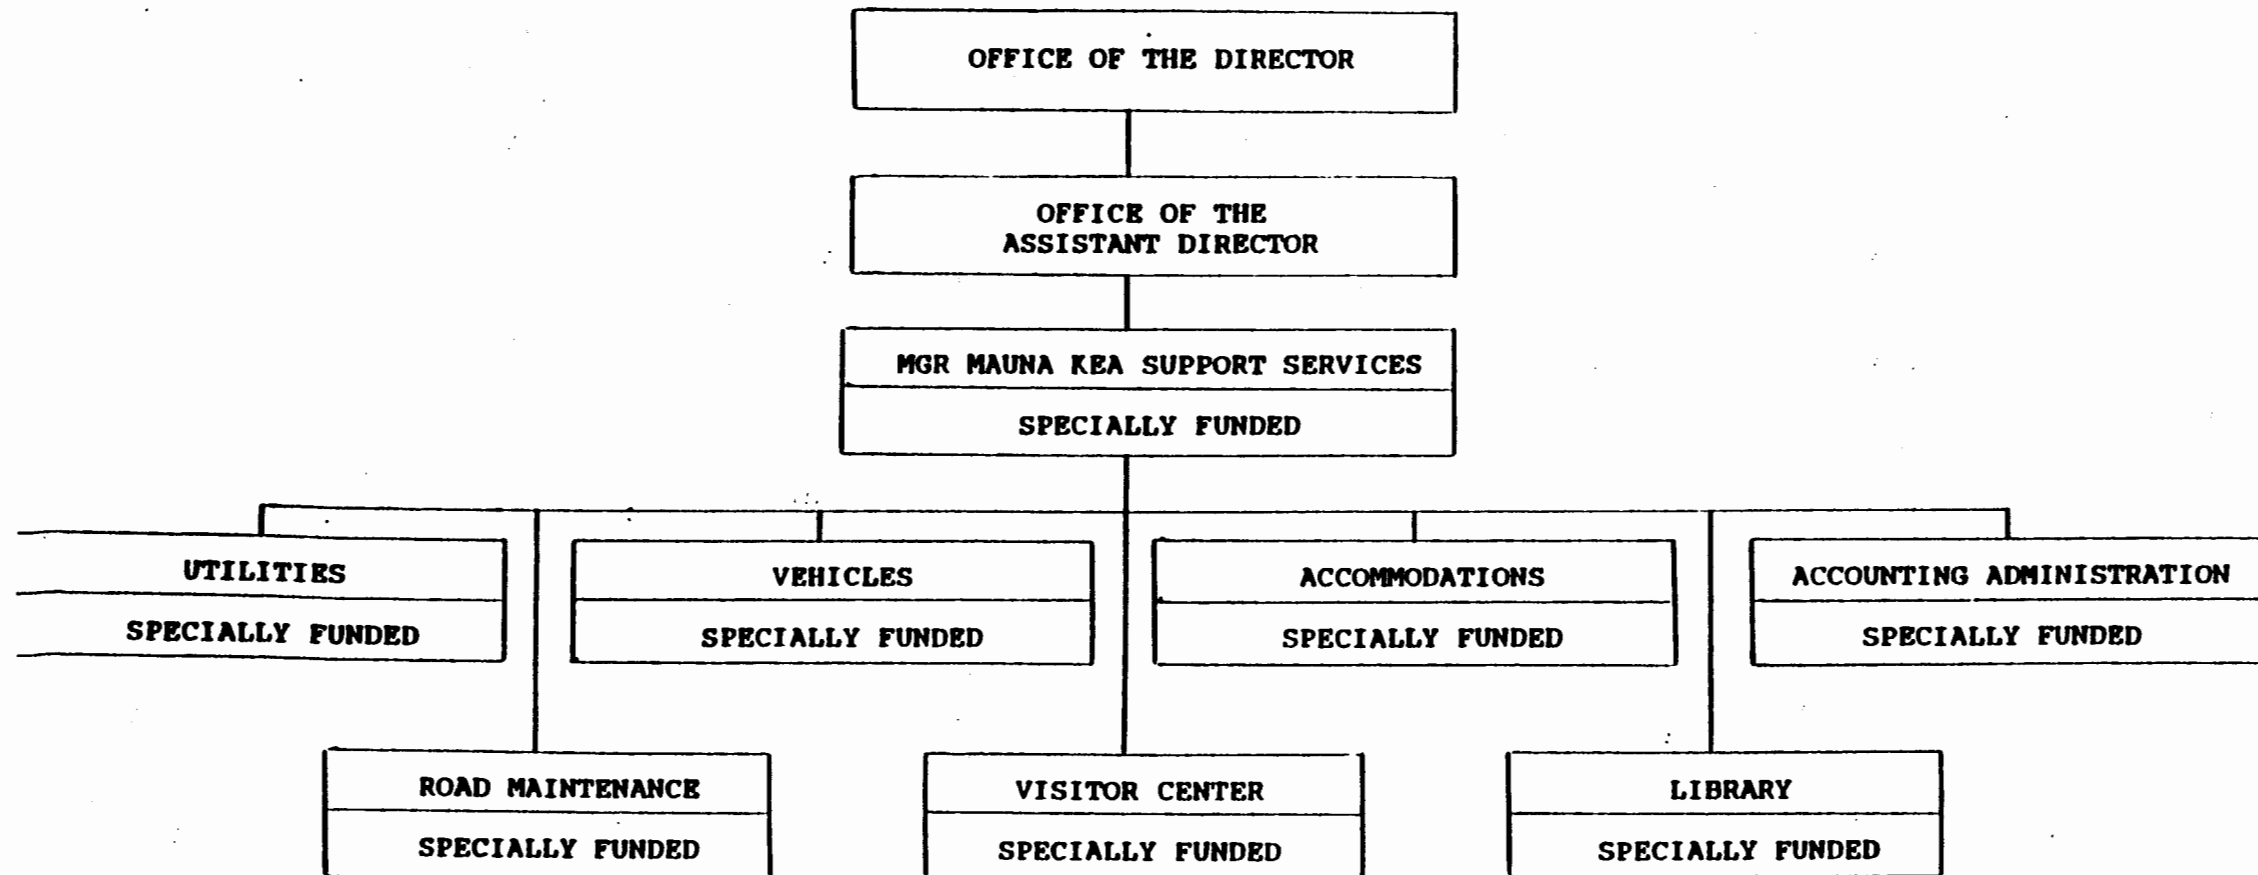 OFFICE OF THE DIRECTOR
OFFICE OF THE
ASSISTANT DIRECTOR
MGR MAUNA KEA SUPPORT SERVICES
SPECIALLY FUNDED
UTILITIES
SPECIALLY FUNDED
VEHICLES
SPECIALLY FUNDED
ACCOMMODATIONS
SPECIALLY FUNDED
ACCOUNTING ADMINISTRATION
SPECIALLY FUNDED
ROAD MAINTENANCE
SPECIALLY FUNDED
VISITOR CENTER
SPECIALLY FUNDED
LIBRARY
SPECIALLY FUNDED